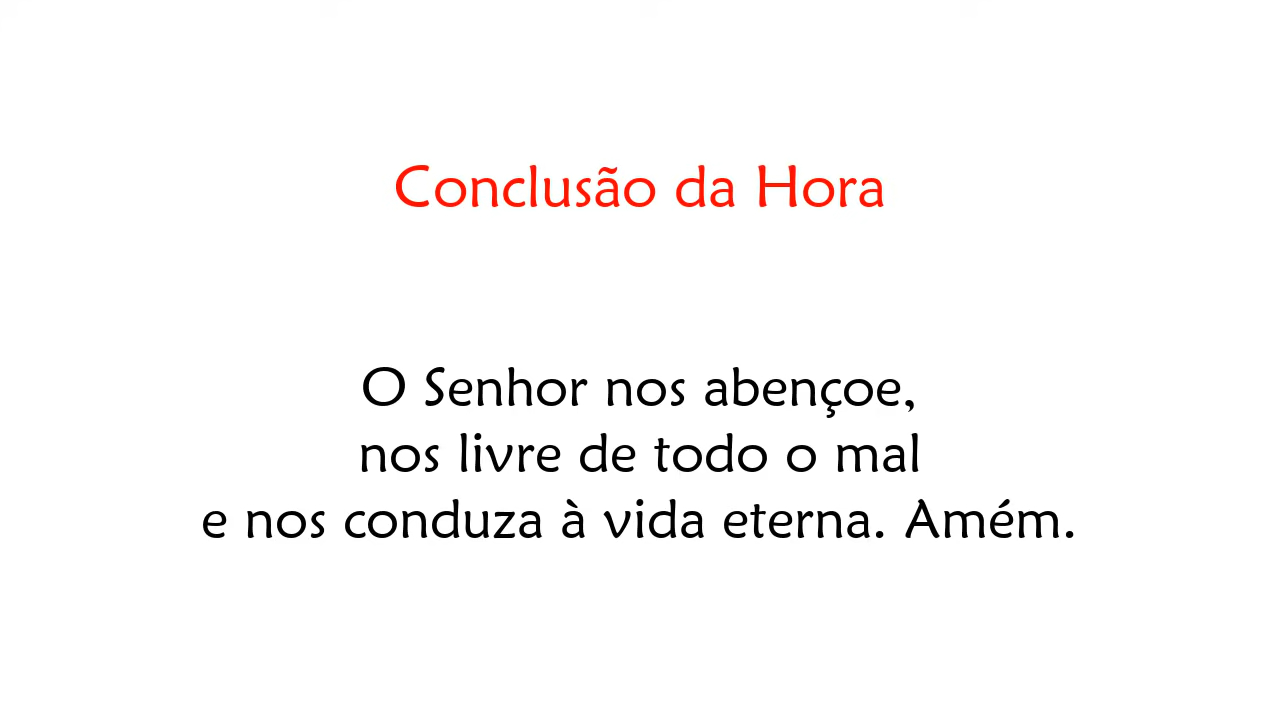 Conclusão da Hora
O Senhor nos abençoe,
nos livre de todo o mal
e nos conduza à vida eterna. Amém.